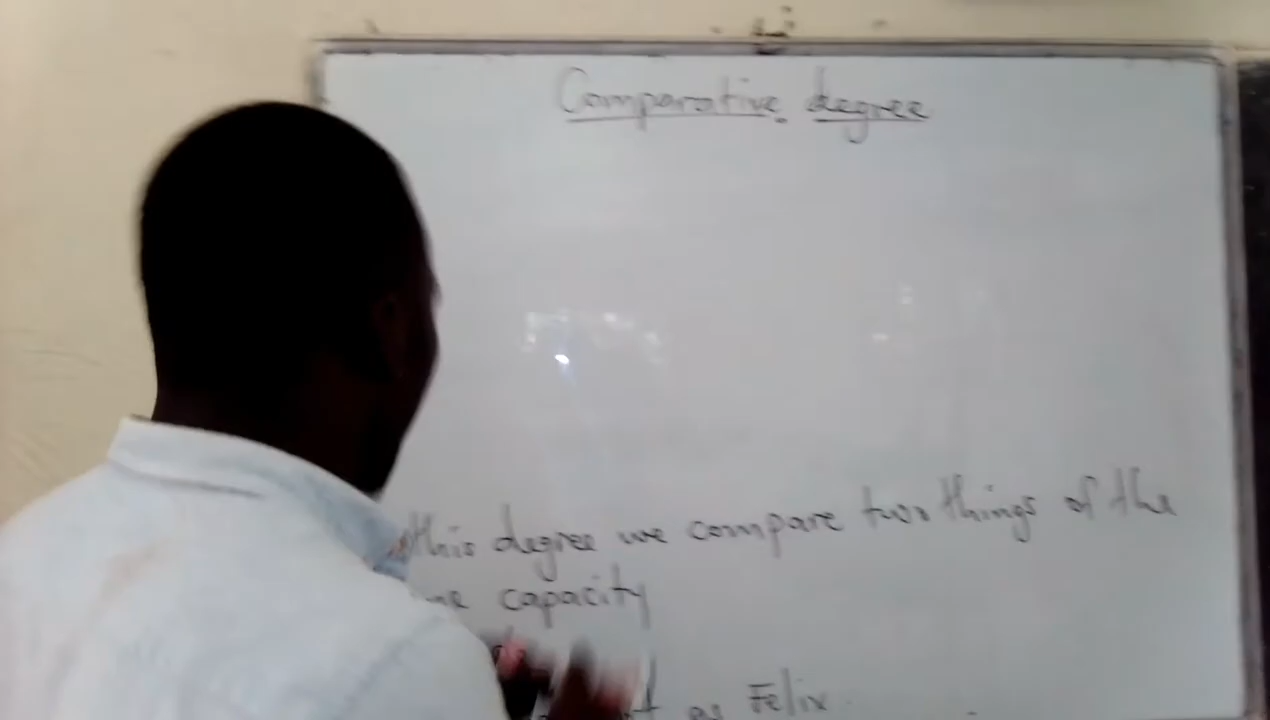 Comparative degree
this degree we compare two things of the
capacity
as Felix